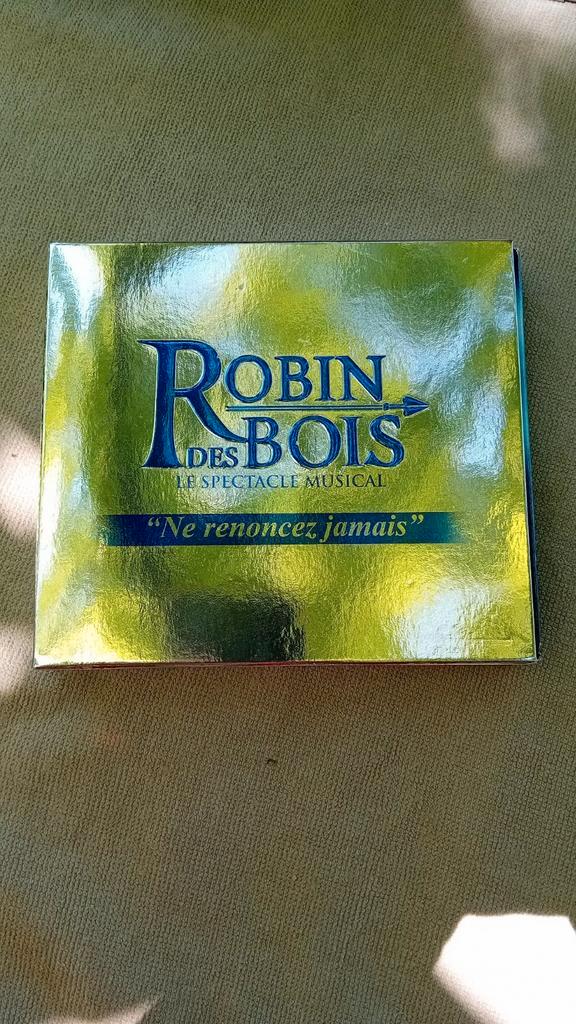 ROBIN
DES BOIS
LE SPECTACLE MUSICAL
“Ne renoncez jamais”